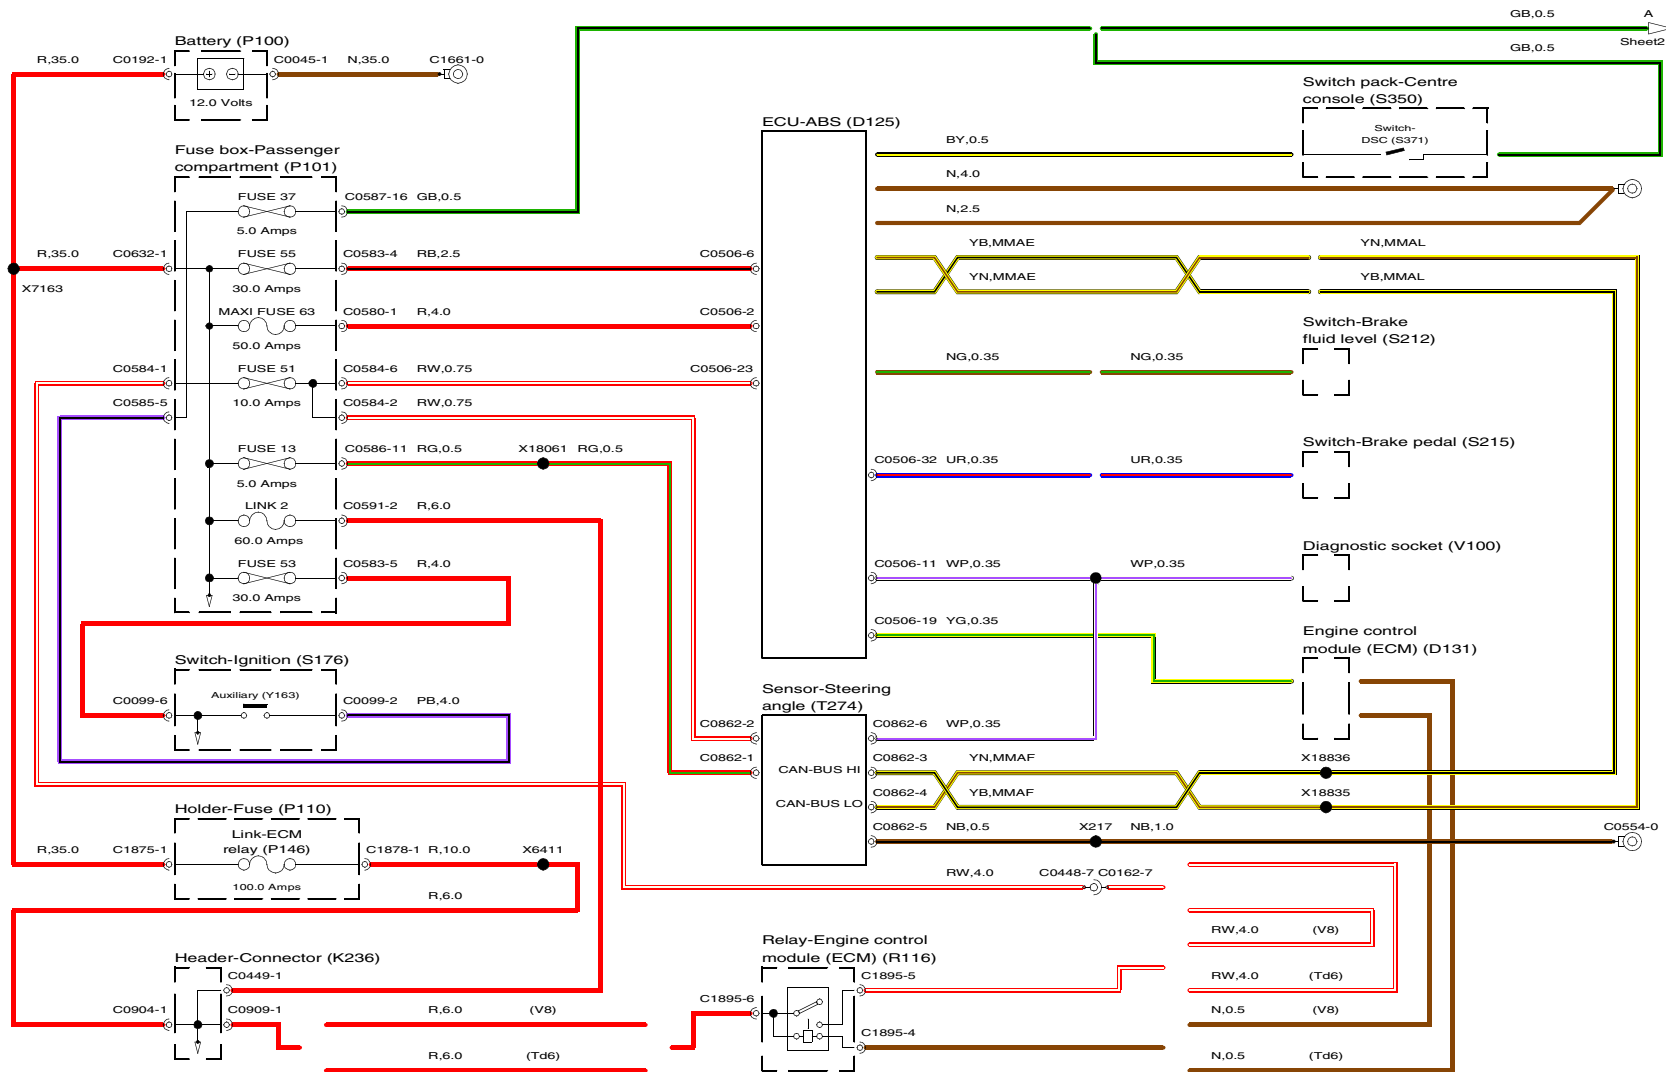 GB,0.5
A
Sheet2
GB,0.5
Battery (P100)
R,35.0
C0192-1
C0045-1
N,35.0
C1661-0
12.0 Volts
Switch pack-Centre
console (S350)
Switch-
DSC (S371)
ECU-ABS (D125)
BY,0.5
N,4.0
N,2.5
Fuse box-Passenger
compartment (P101)
FUSE 37
5.0 Amps
C0587-16
GB,0.5
R,35.0
C0632-1
X7163
FUSE 55
30.0 Amps
C0583-4
RB,2.5
C0506-6
MAXI FUSE 63
50.0 Amps
C0580-1
R,4.0
C0506-2
C0584-1
FUSE 51
10.0 Amps
C0584-6
RW,0.75
C0506-23
C0585-5
C0584-2
RW,0.75
FUSE 13
5.0 Amps
C0586-11
RG,0.5
X18061
RG,0.5
LINK 2
60.0 Amps
C0591-2
R,6.0
FUSE 53
30.0 Amps
C0583-5
R,4.0
YB,MMAE
YN,MMAL
YN,MMAE
YB,MMAL
Switch-Brake
fluid level (S212)
NG,0.35
NG,0.35
Switch-Brake pedal (S215)
C0506-32
UR,0.35
UR,0.35
Diagnostic socket (V100)
C0506-11
WP,0.35
WP,0.35
C0506-19
YG,0.35
Engine control
module (ECM) (D131)
Switch-Ignition (S176)
C0099-6
Auxiliary (Y163)
C0099-2
PB,4.0
Sensor-Steering
angle (T274)
C0862-2
C0862-6
WP,0.35
C0862-1
CAN-BUS HI
C0862-3
YN,MMAF
X18836
CAN-BUS LO
C0862-4
YB,MMAF
X18835
C0862-5
NB,0.5
X217
NB,1.0
C0554-0
Holder-Fuse (P110)
Link-ECM
relay (P146)
100.0 Amps
R,35.0
C1875-1
C1878-1
R,10.0
X6411
R,6.0
RW,4.0
C0448-7
C0162-7
RW,4.0
(V8)
RW,4.0
(Td6)
N,0.5
(V8)
N,0.5
(Td6)
Header-Connector (K236)
C0449-1
C0904-1
C0909-1
R,6.0
(V8)
R,6.0
(Td6)
Relay-Engine control
module (ECM) (R116)
C1895-6
C1895-5
C1895-4